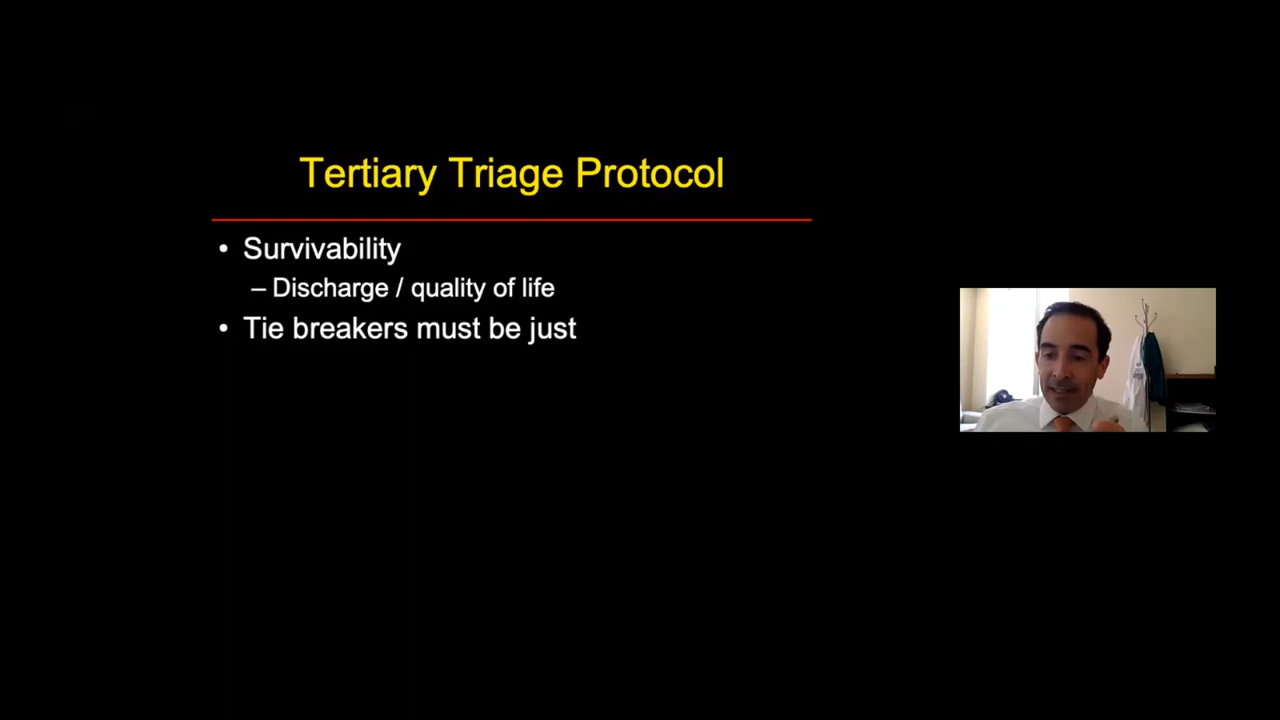 Tertiary Triage Protocol
• Survivability
– Discharge / quality of life
• Tie breakers must be just